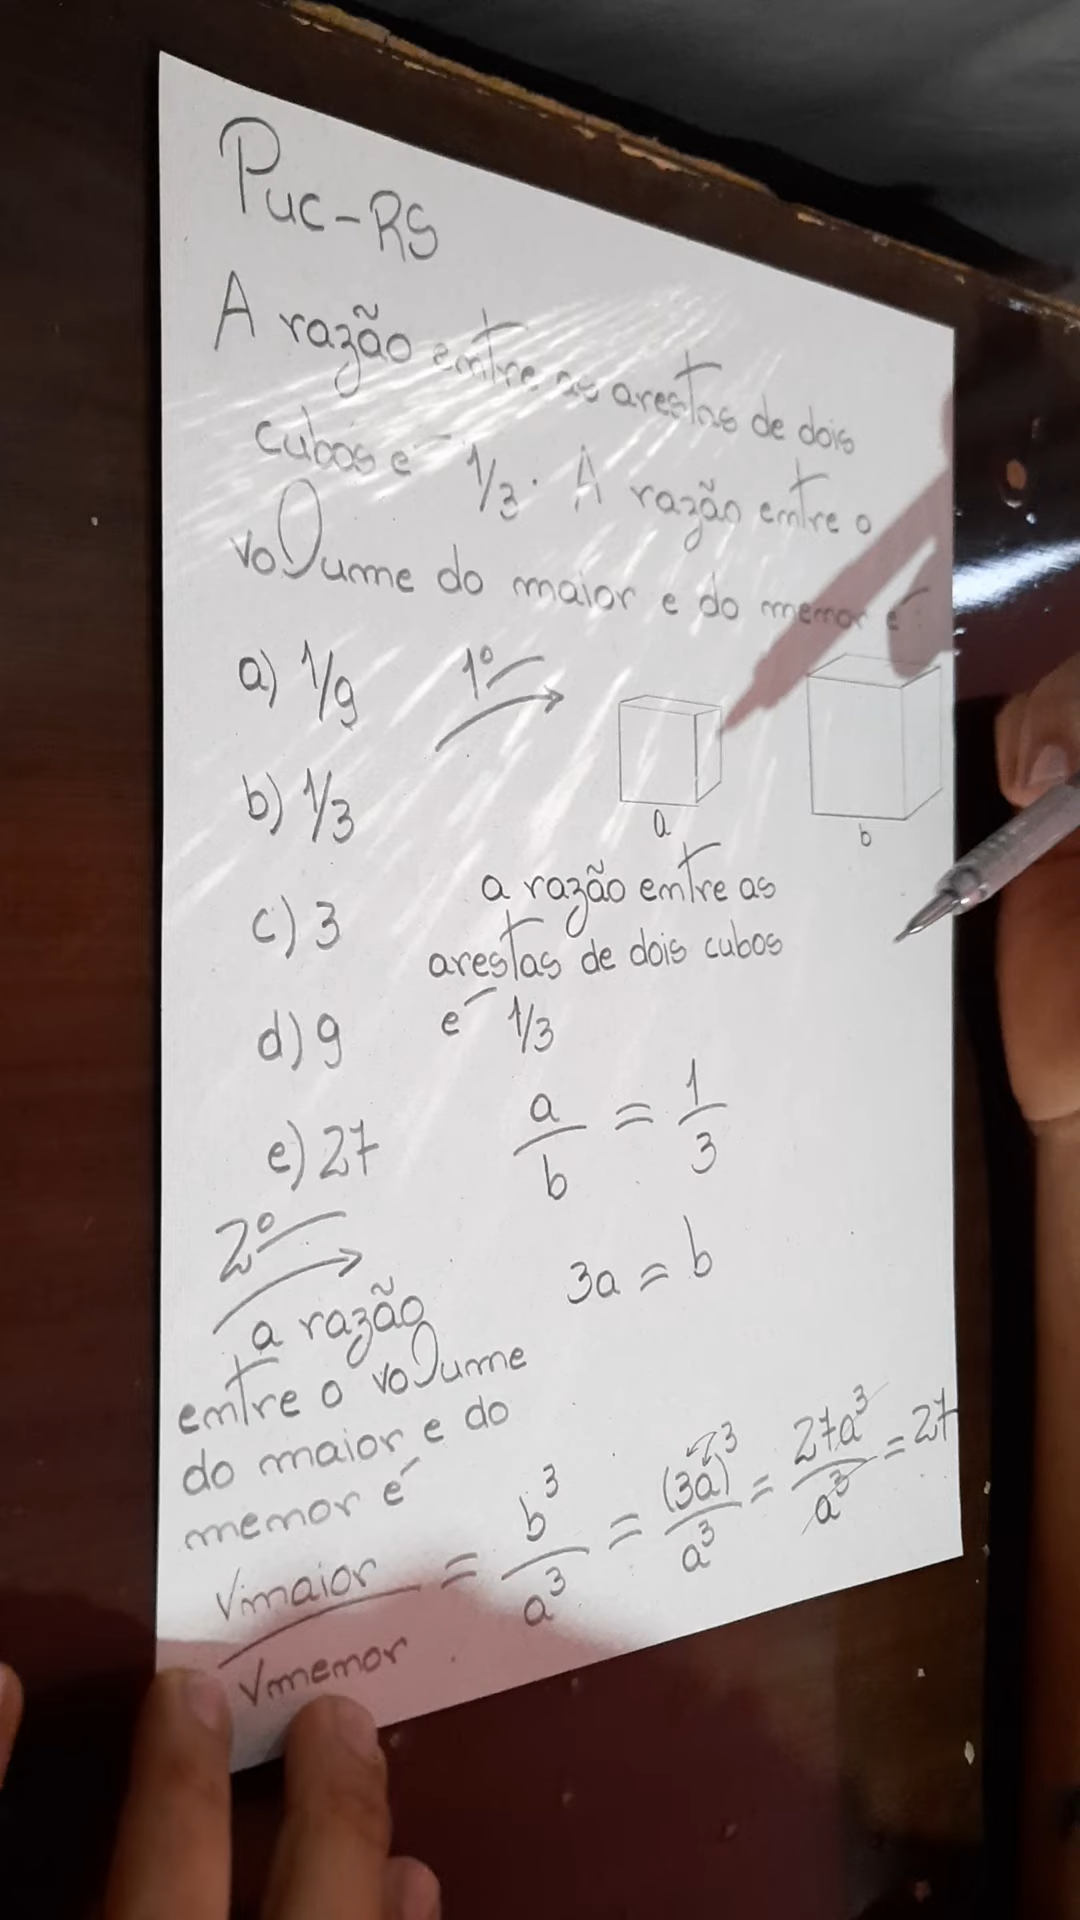 Puc-RS
A razão entre as arestas de dois
cubos é 1/3. A razão entre o
volume do maior e do menor é:
a) 1/9
b) 1/3
c) 3
d) 9
e) 27
1º
a
b
a razão entre as
arestas de dois cubos
é 1/3
a/b = 1/3
3a = b
2º
a razão
entre o volume
do maior e do
menor é
Vmaior/Vmenor = b³/a³ = (3a)³/a³ = 27a³/a³ = 27